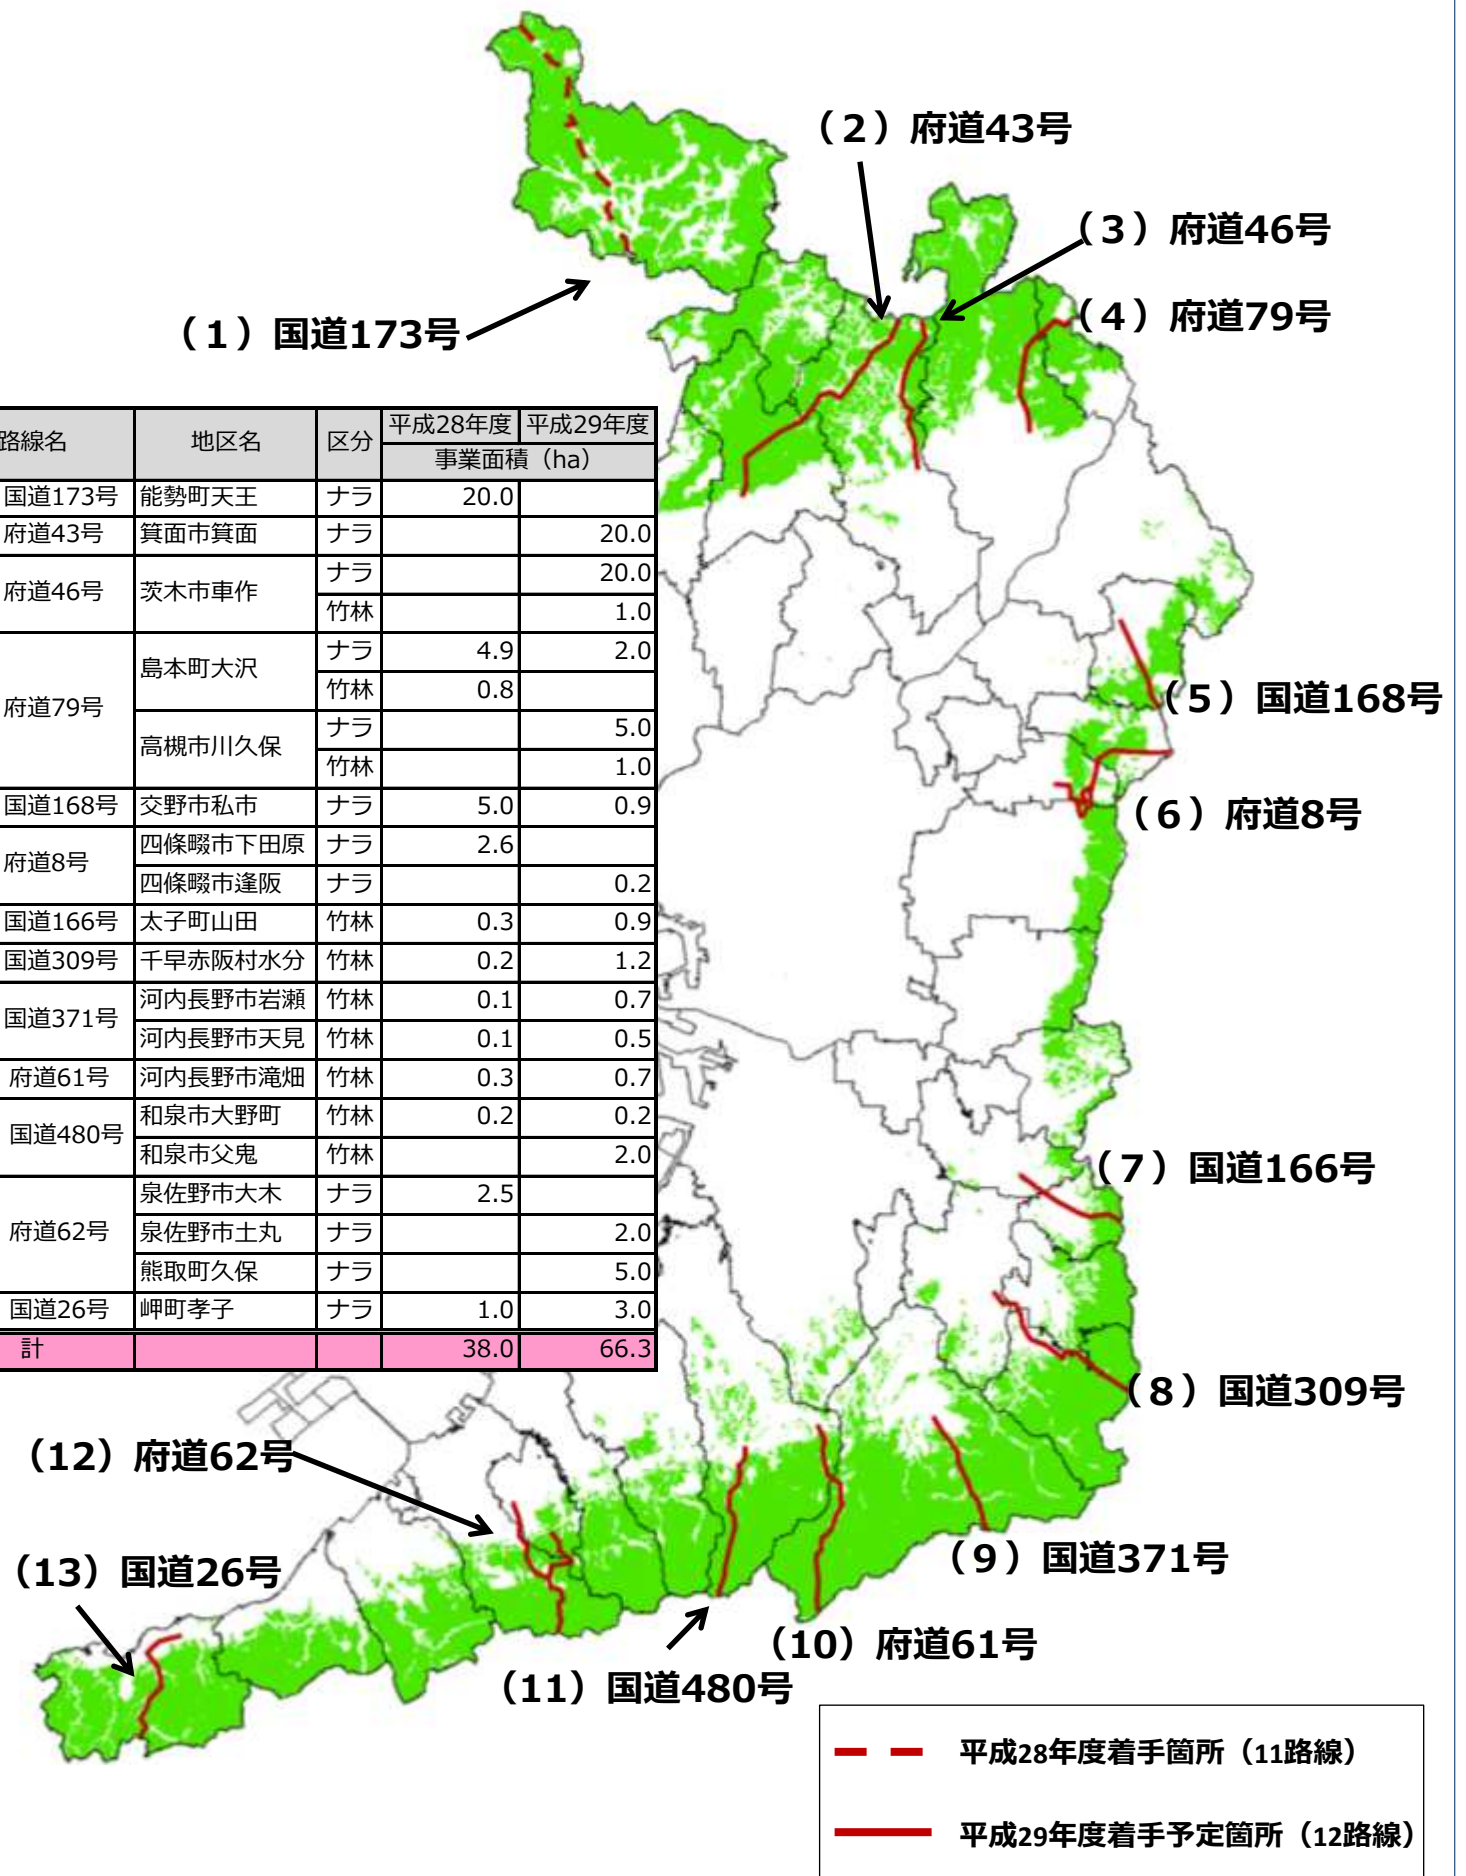 （2）府道43号
（3）府道46号
（4）府道79号
（1）国道173号
路線名 地区名 区分 平成28年度 平成29年度
事業面積（ha）
国道173号 能勢町天王 ナラ 20.0
府道43号 箕面市箕面 ナラ 20.0
府道46号 茨木市車作 ナラ 20.0
竹林 1.0
府道79号 島本町大沢 ナラ 4.9 2.0
竹林 0.8
高槻市川久保 ナラ 5.0
竹林 1.0
国道168号 交野市私市 ナラ 5.0 0.9
府道8号 四條畷市下田原 ナラ 2.6
四條畷市逢阪 ナラ 0.2
国道166号 太子町山田 竹林 0.3 0.9
国道309号 千早赤阪村水分 竹林 0.2 1.2
国道371号 河内長野市岩瀬 竹林 0.1 0.7
河内長野市天見 竹林 0.1 0.5
府道61号 河内長野市滝畑 竹林 0.3 0.7
国道480号 和泉市大野町 竹林 0.2 0.2
和泉市父鬼 竹林 2.0
府道62号 泉佐野市大木 ナラ 2.5
泉佐野市土丸 ナラ 2.0
熊取町久保 ナラ 5.0
国道26号 岬町孝子 ナラ 1.0 3.0
計 38.0 66.3
（5）国道168号
（6）府道8号
（7）国道166号
（8）国道309号
（12）府道62号
（9）国道371号
（13）国道26号
（10）府道61号
（11）国道480号
平成28年度着手箇所（11路線）
平成29年度着手予定箇所（12路線）